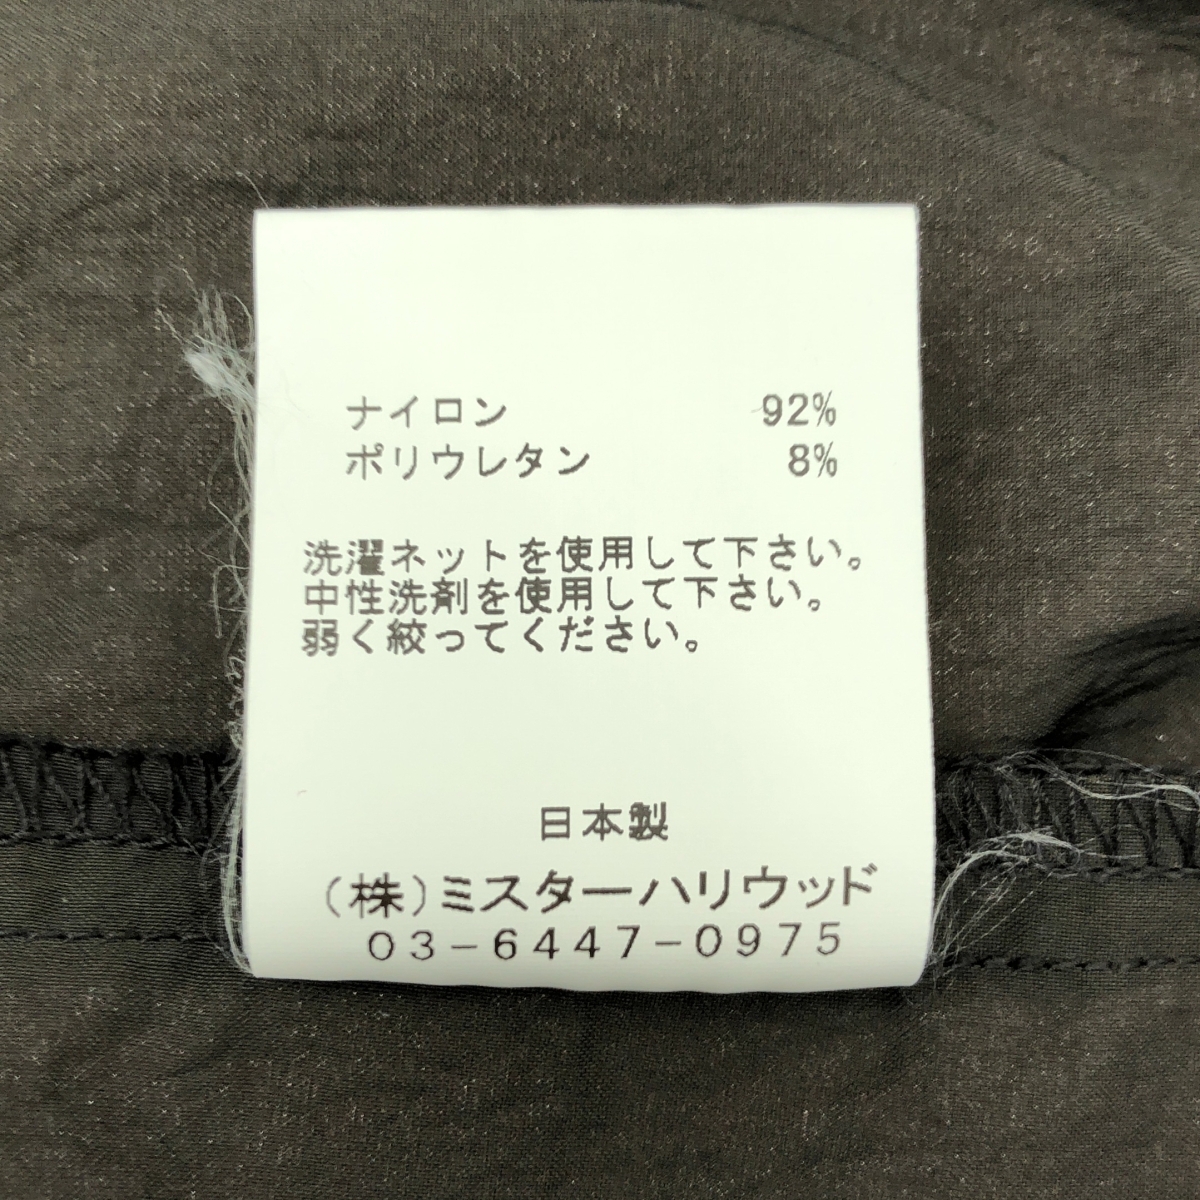 ナイロン 92%
ポリウレタン 8%
洗濯ネットを使用して下さい。
中性洗剤を使用して下さい。
弱く絞ってください。
日本製
(株)ミスターハリウッド
03-6447-0975